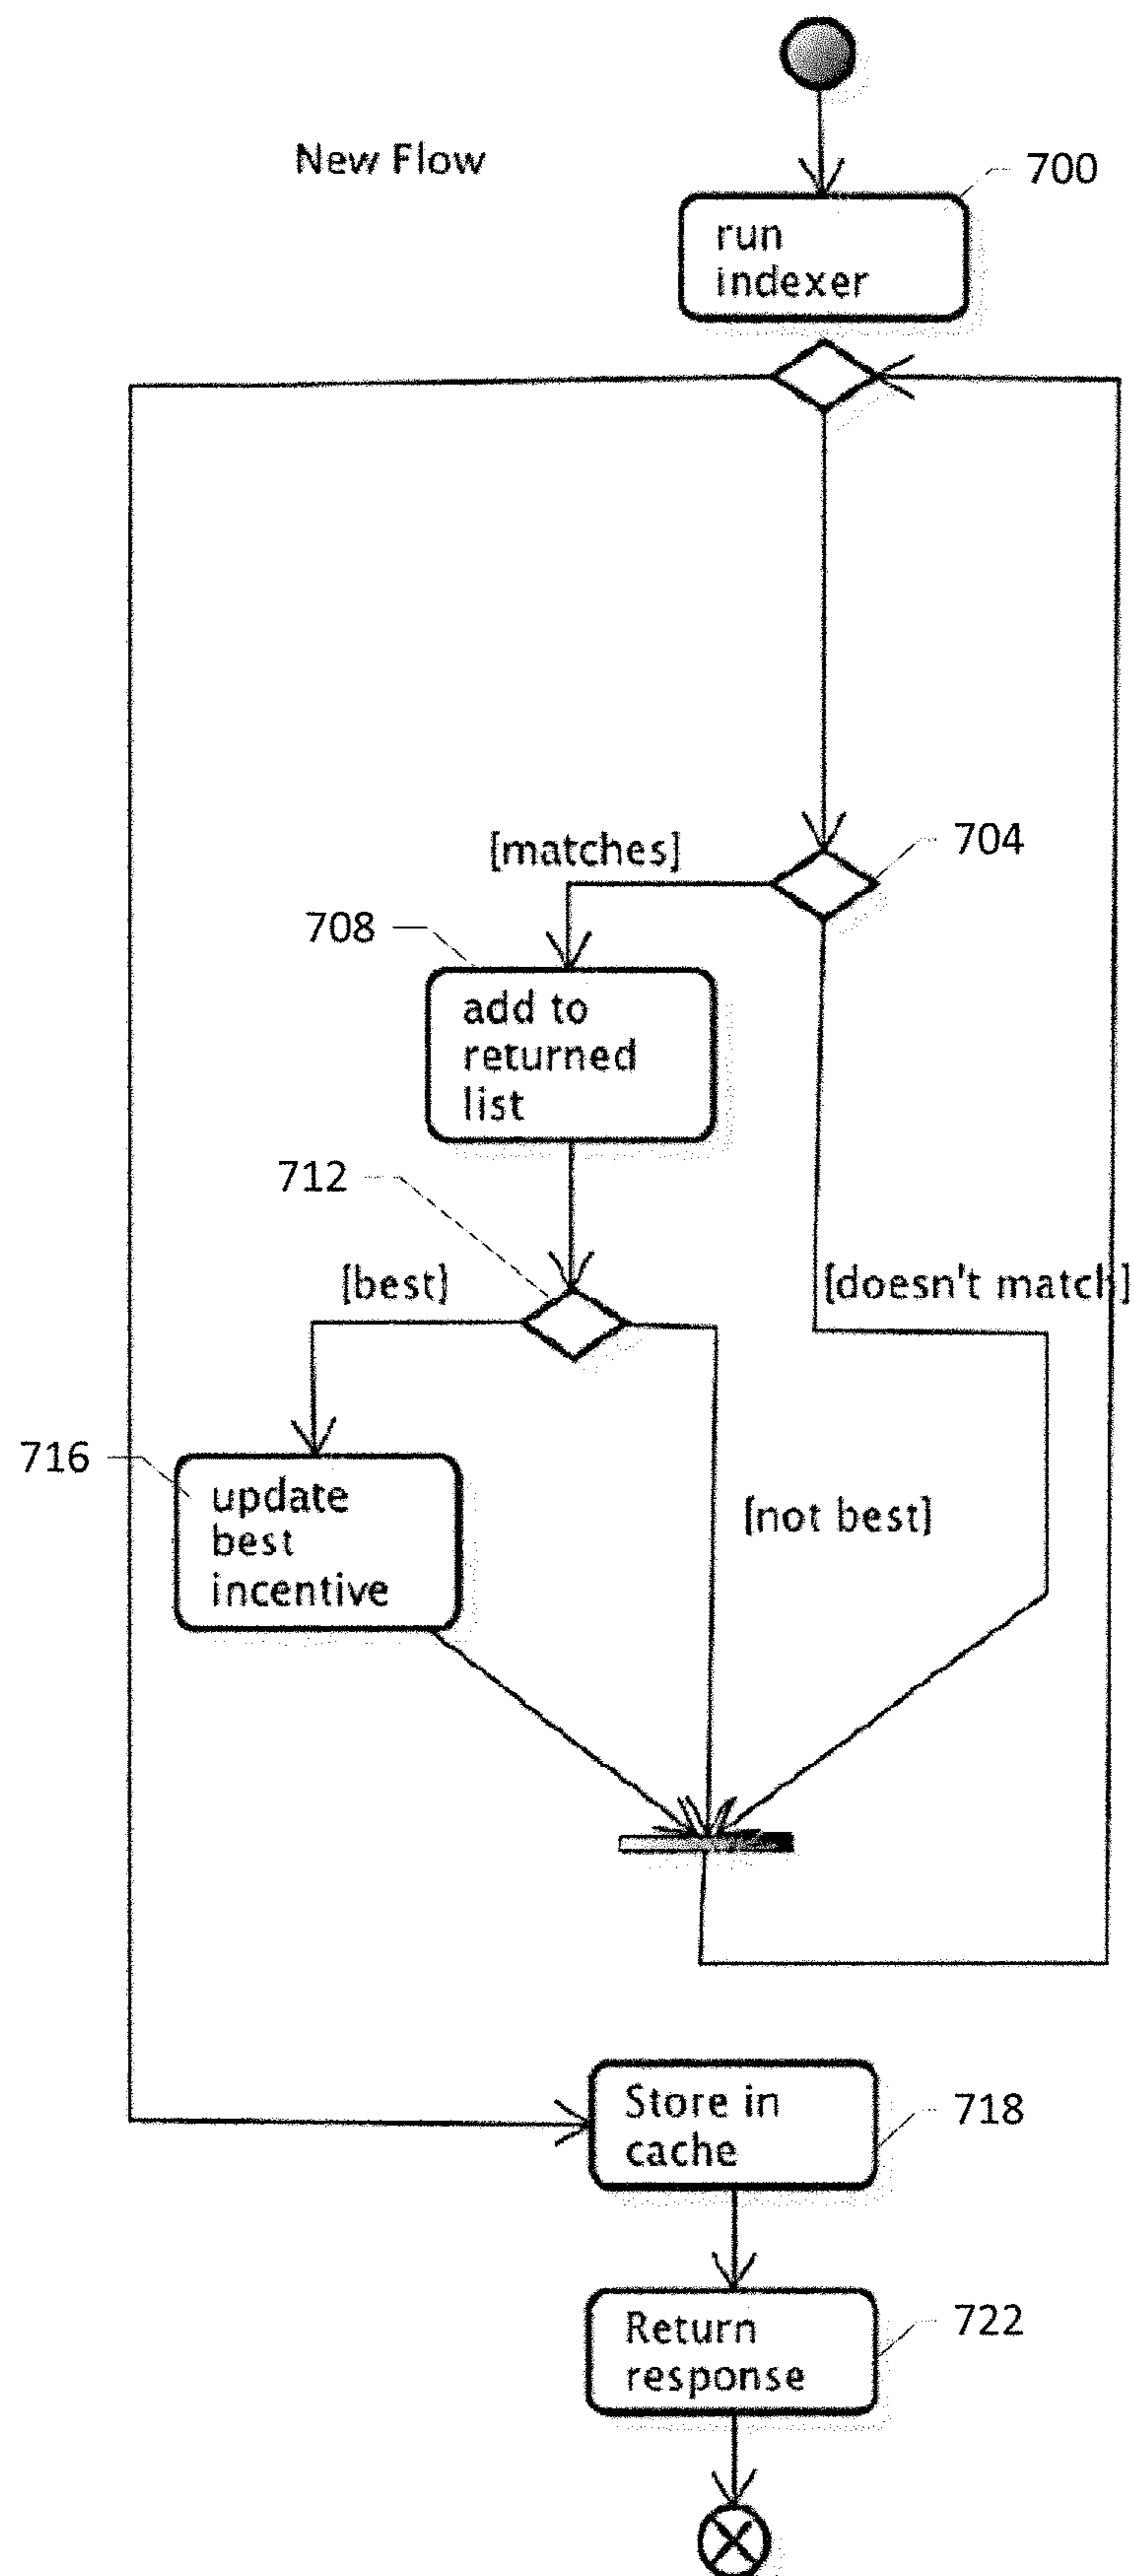 New Flow
700
run
indexer
[matches]
704
708
add to
returned
list
712
[best]
[doesn't match]
716
update
best
incentive
[not best]
Store in
cache
718
Return
response
722